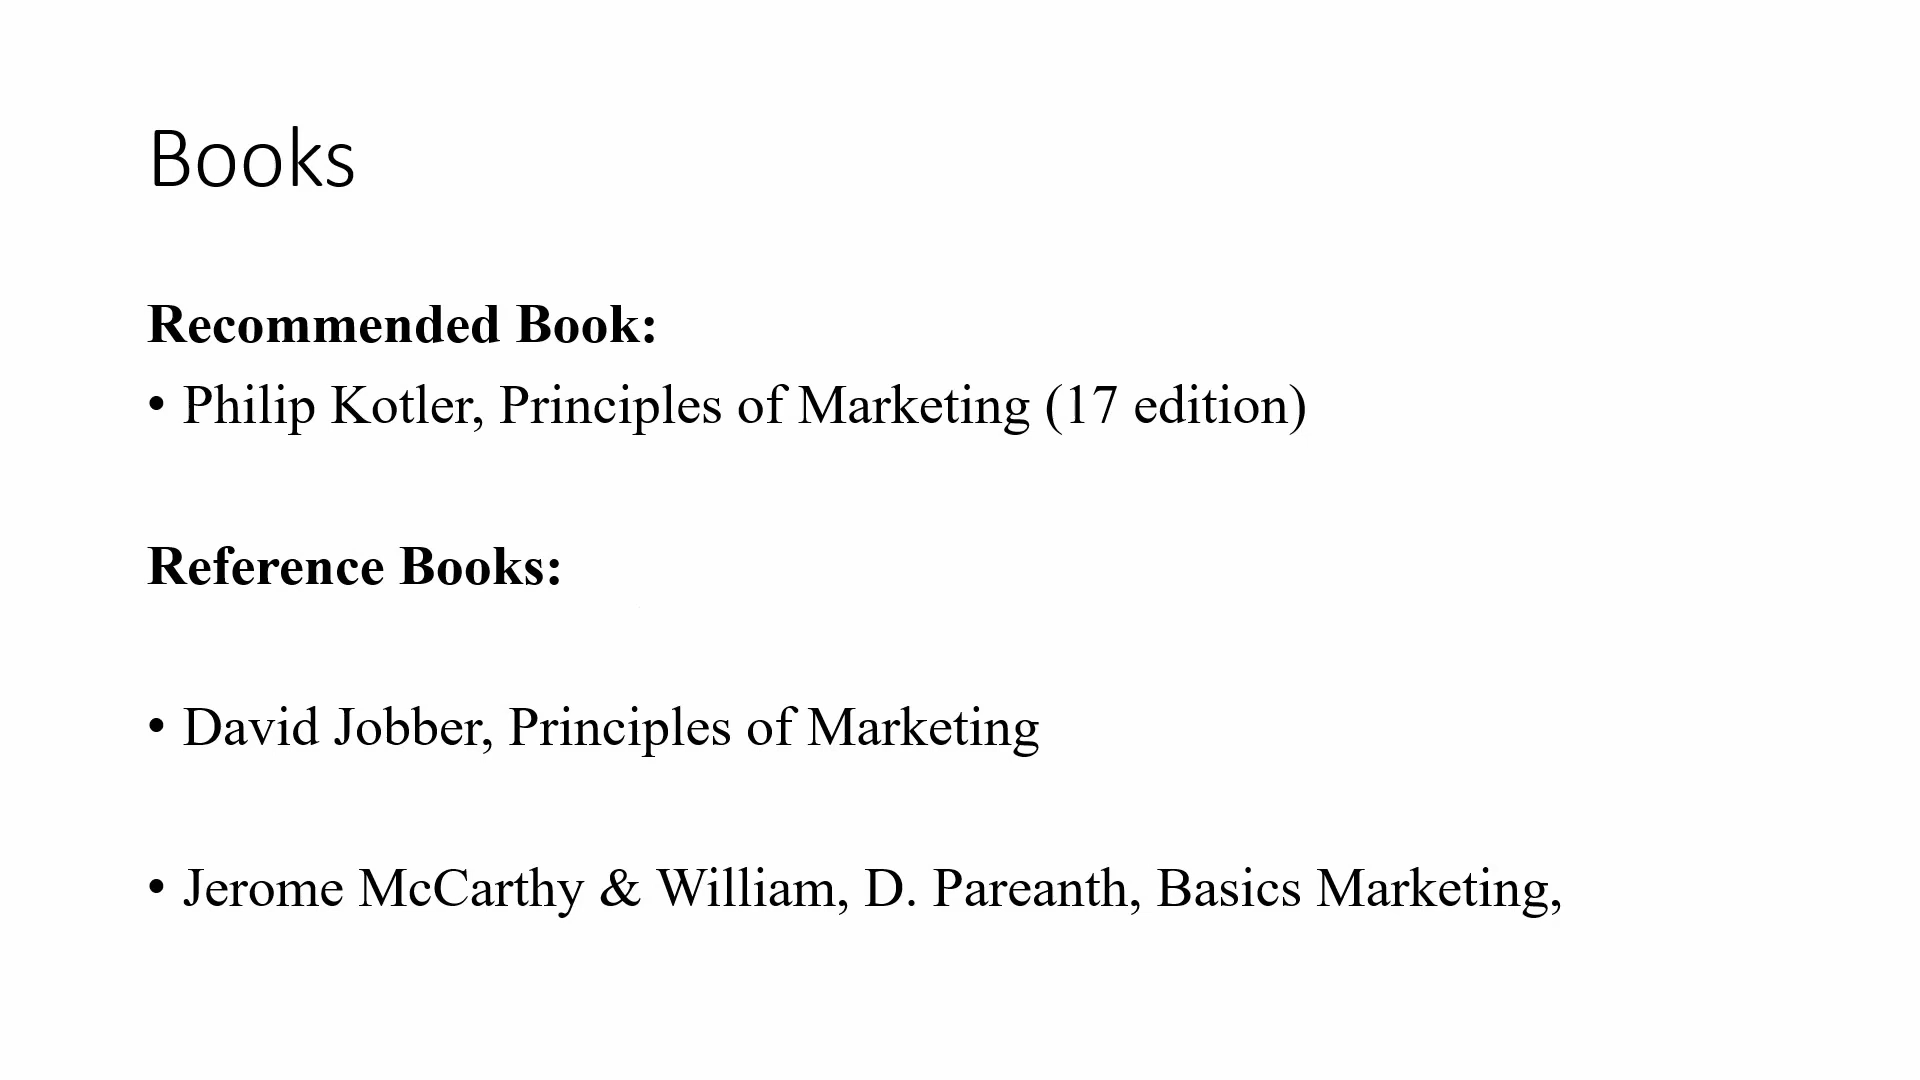 Books
Recommended Book:
• Philip Kotler, Principles of Marketing (17 edition)
Reference Books:
• David Jobber, Principles of Marketing
• Jerome McCarthy & William, D. Pareanth, Basics Marketing,